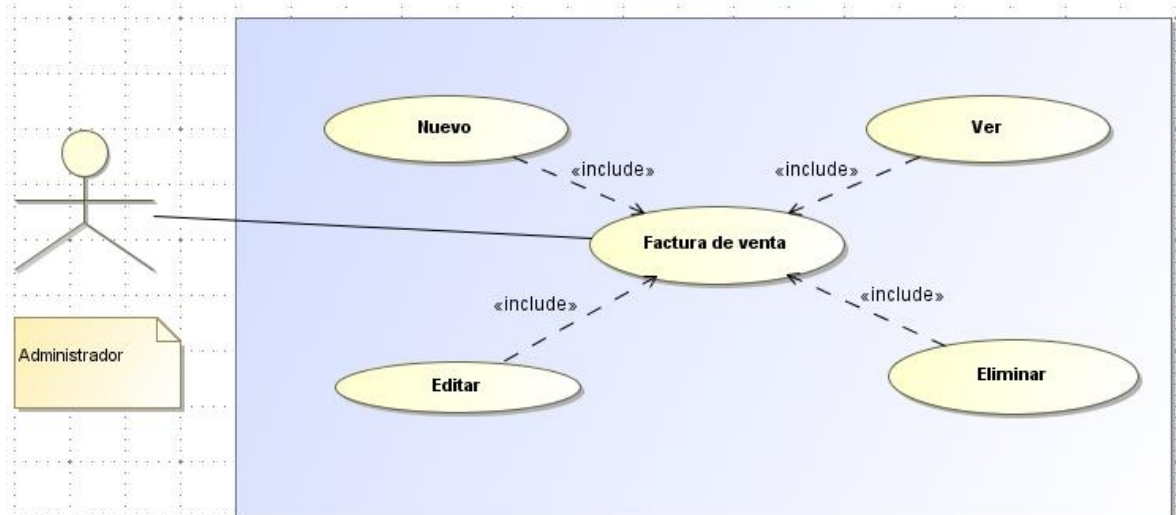 Nuevo
Ver
«include»
«include»
Factura de venta
«include»
«include»
Administrador
Editar
Eliminar